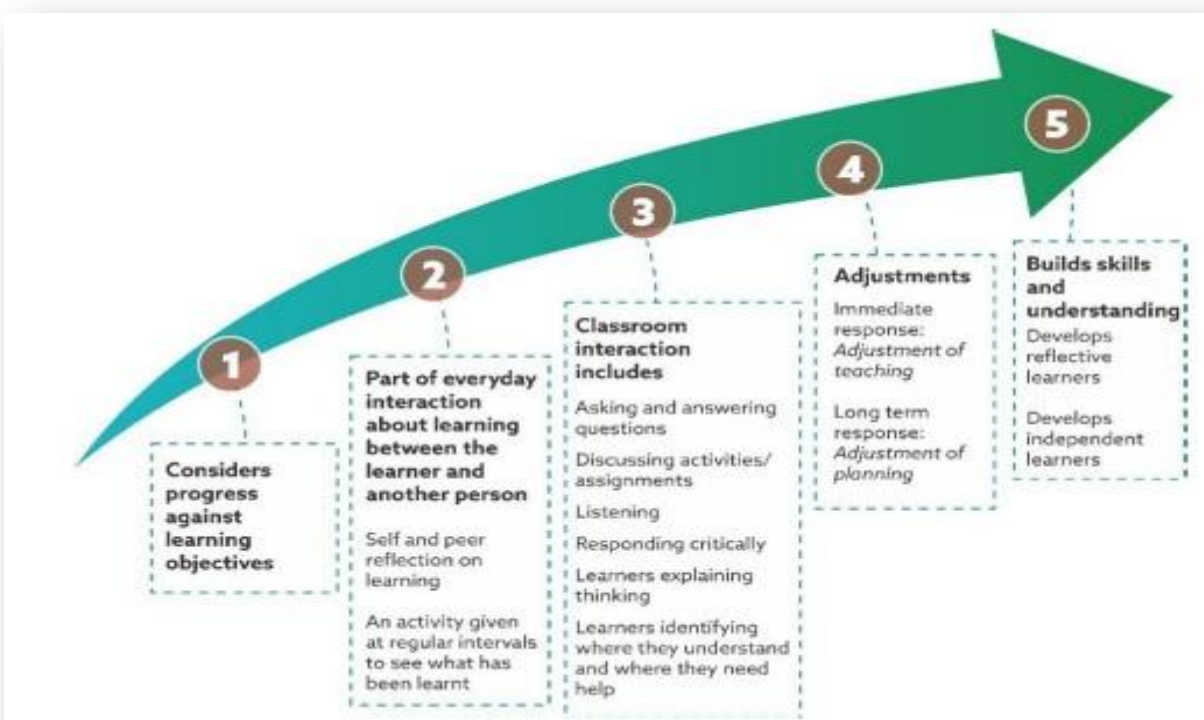 1
Considers
progress
against
learning
objectives
2
Part of everyday
interaction
about learning
between the
learner and
another person
Self and peer
reflection on
learning
An activity given
at regular intervals
to see what has
been learnt
3
Classroom
interaction
includes
Asking and answering
questions
Discussing activities/
assignments
Listening
Responding critically
Learners explaining
thinking
Learners identifying
where they understand
and where they need
help
4
Adjustments
Immediate
response:
Adjustment of
teaching
Long term
response:
Adjustment of
planning
5
Builds skills
and
understanding
Develops
reflective
learners
Develops
independent
learners